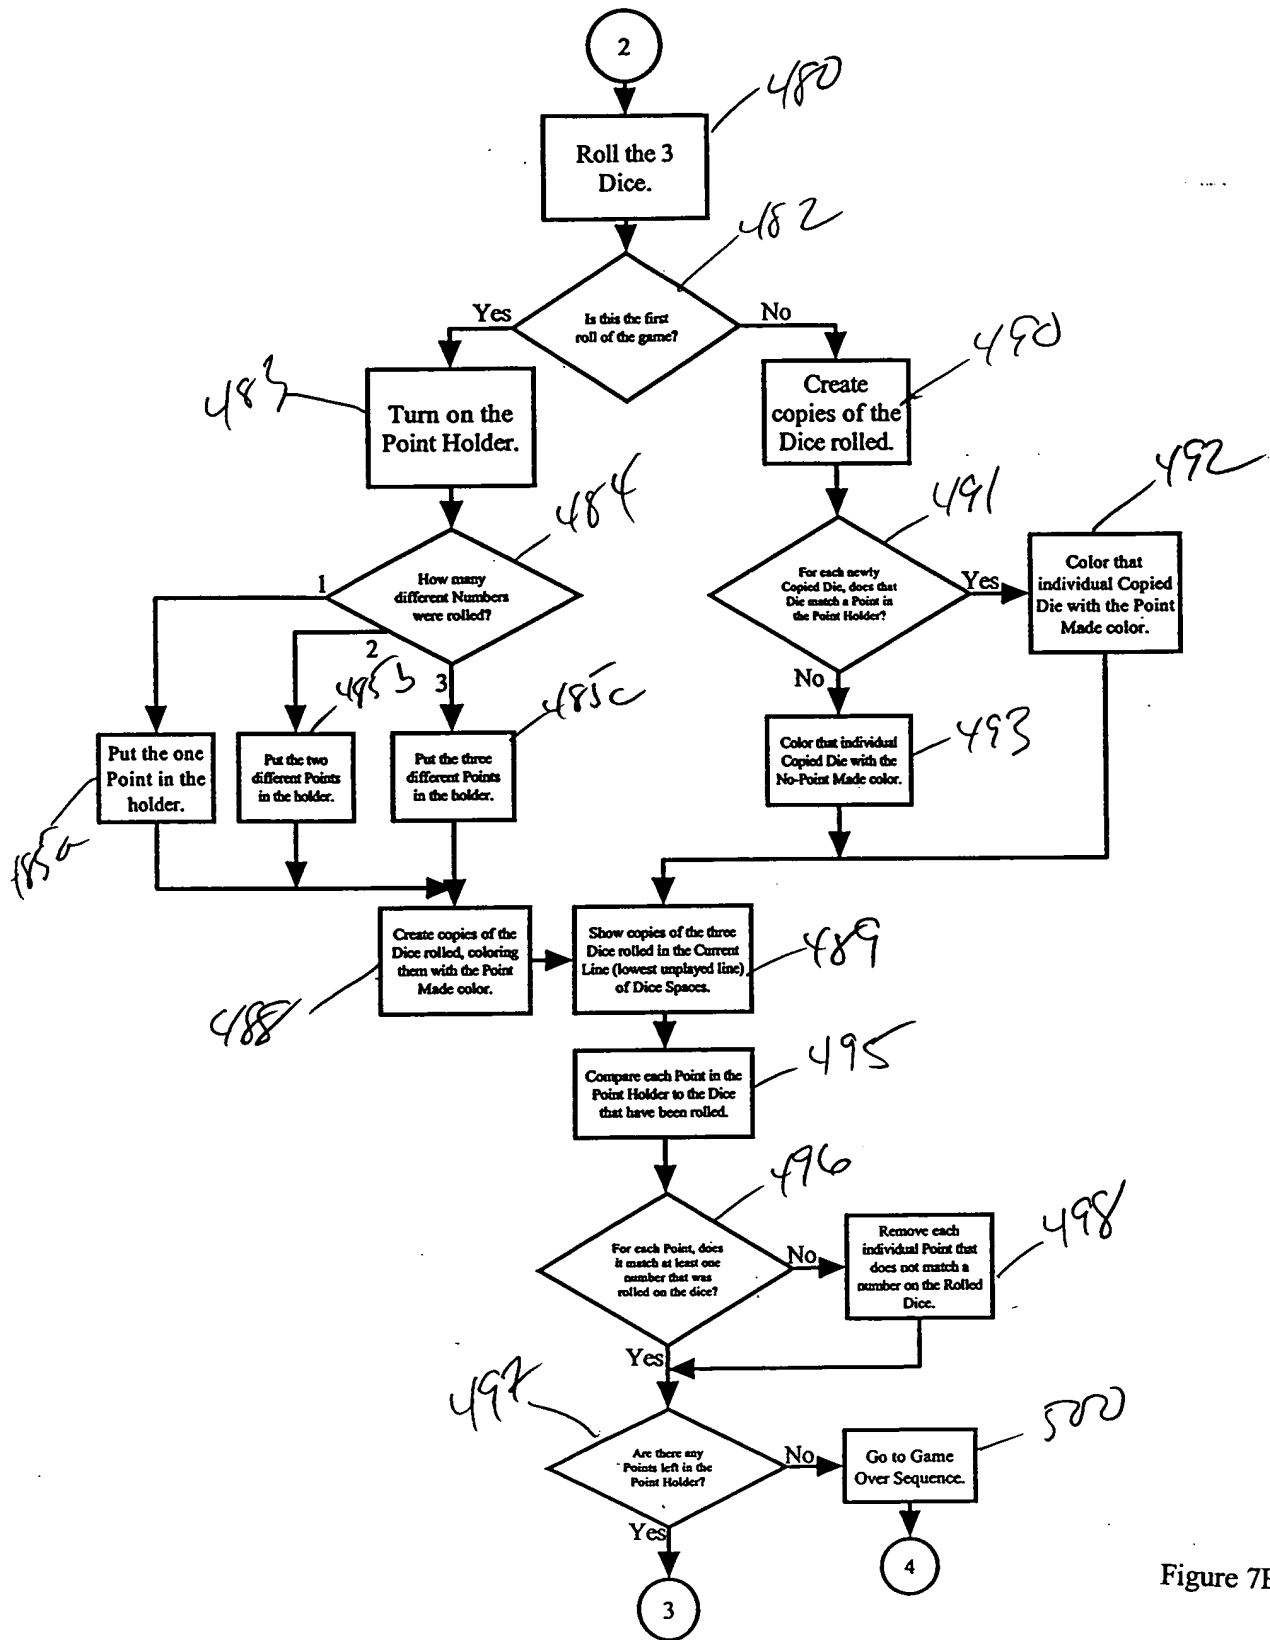 2
480
Roll the 3
Dice.
482
Is this the first
roll of the game?
Yes
No
483
Turn on the
Point Holder.
490
Create
copies of the
Dice rolled.
484
How many
different Numbers
were rolled?
1
2
3
491
For each newly
Copied Die, does that
Die match a Point in
the Point Holder?
Yes
No
492
Color that
individual Copied
Die with the Point
Made color.
485b
485c
Put the one
Point in the
holder.
Put the two
different Points
in the holder.
Put the three
different Points
in the holder.
493
Color that individual
Copied Die with the
No-Point Made color.
485a
Create copies of the
Dice rolled, coloring
them with the Point
Made color.
488
Show copies of the three
Dice rolled in the Current
Line (lowest unplayed line)
of Dice Spaces.
489
Compare each Point in the
Point Holder to the Dice
that have been rolled.
495
496
For each Point, does
it match at least one
number that was
rolled on the dice?
No
Yes
Remove each
individual Point that
does not match a
number on the Rolled
Dice.
498
497
Are there any
Points left in the
Point Holder?
No
Yes
Go to Game
Over Sequence.
500
4
3
Figure 7B